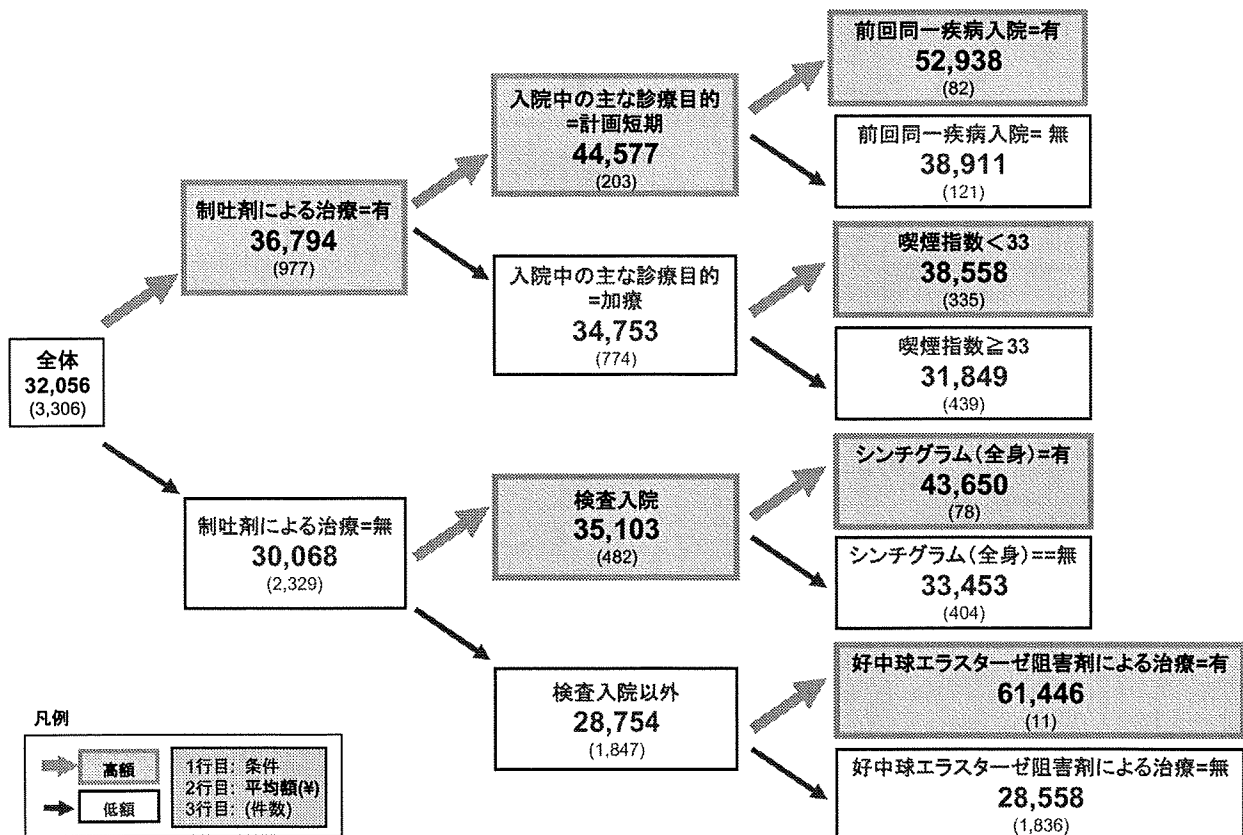 全体
32,056
(3,306)
制吐剤による治療=有
36,794
(977)
制吐剤による治療=無
30,068
(2,329)
入院中の主な診療目的
=計画短期
44,577
(203)
入院中の主な診療目的
=加療
34,753
(774)
検査入院
35,103
(482)
検査入院以外
28,754
(1,847)
前回同一疾病入院=有
52,938
(82)
前回同一疾病入院= 無
38,911
(121)
喫煙指数<33
38,558
(335)
喫煙指数≧33
31,849
(439)
シンチグラム(全身)=有
43,650
(78)
シンチグラム(全身)==無
33,453
(404)
好中球エラスターゼ阻害剤による治療=有
61,446
(11)
好中球エラスターゼ阻害剤による治療=無
28,558
(1,836)
凡例
高額
低額
1行目: 条件
2行目: 平均額(¥)
3行目: (件数)